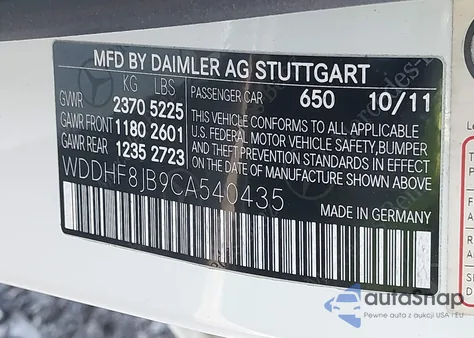 MFD BY DAIMLER AG STUTTGART
KG LBS
GVWR 2370 5225
GAWR FRONT 1180 2601
GAWR REAR 1235 2723
PASSENGER CAR 650 10/11
THIS VEHICLE CONFORMS TO ALL APPLICABLE
U.S. FEDERAL MOTOR VEHICLE SAFETY, BUMPER
AND THEFT PREVENTION STANDARDS IN EFFECT ON THE
DATE OF MANUFACTURE SHOWN ABOVE.
WDDHF8JB9CA540435
MADE IN GERMANY
autosnap
Pewne auta z przetargów USA i EU